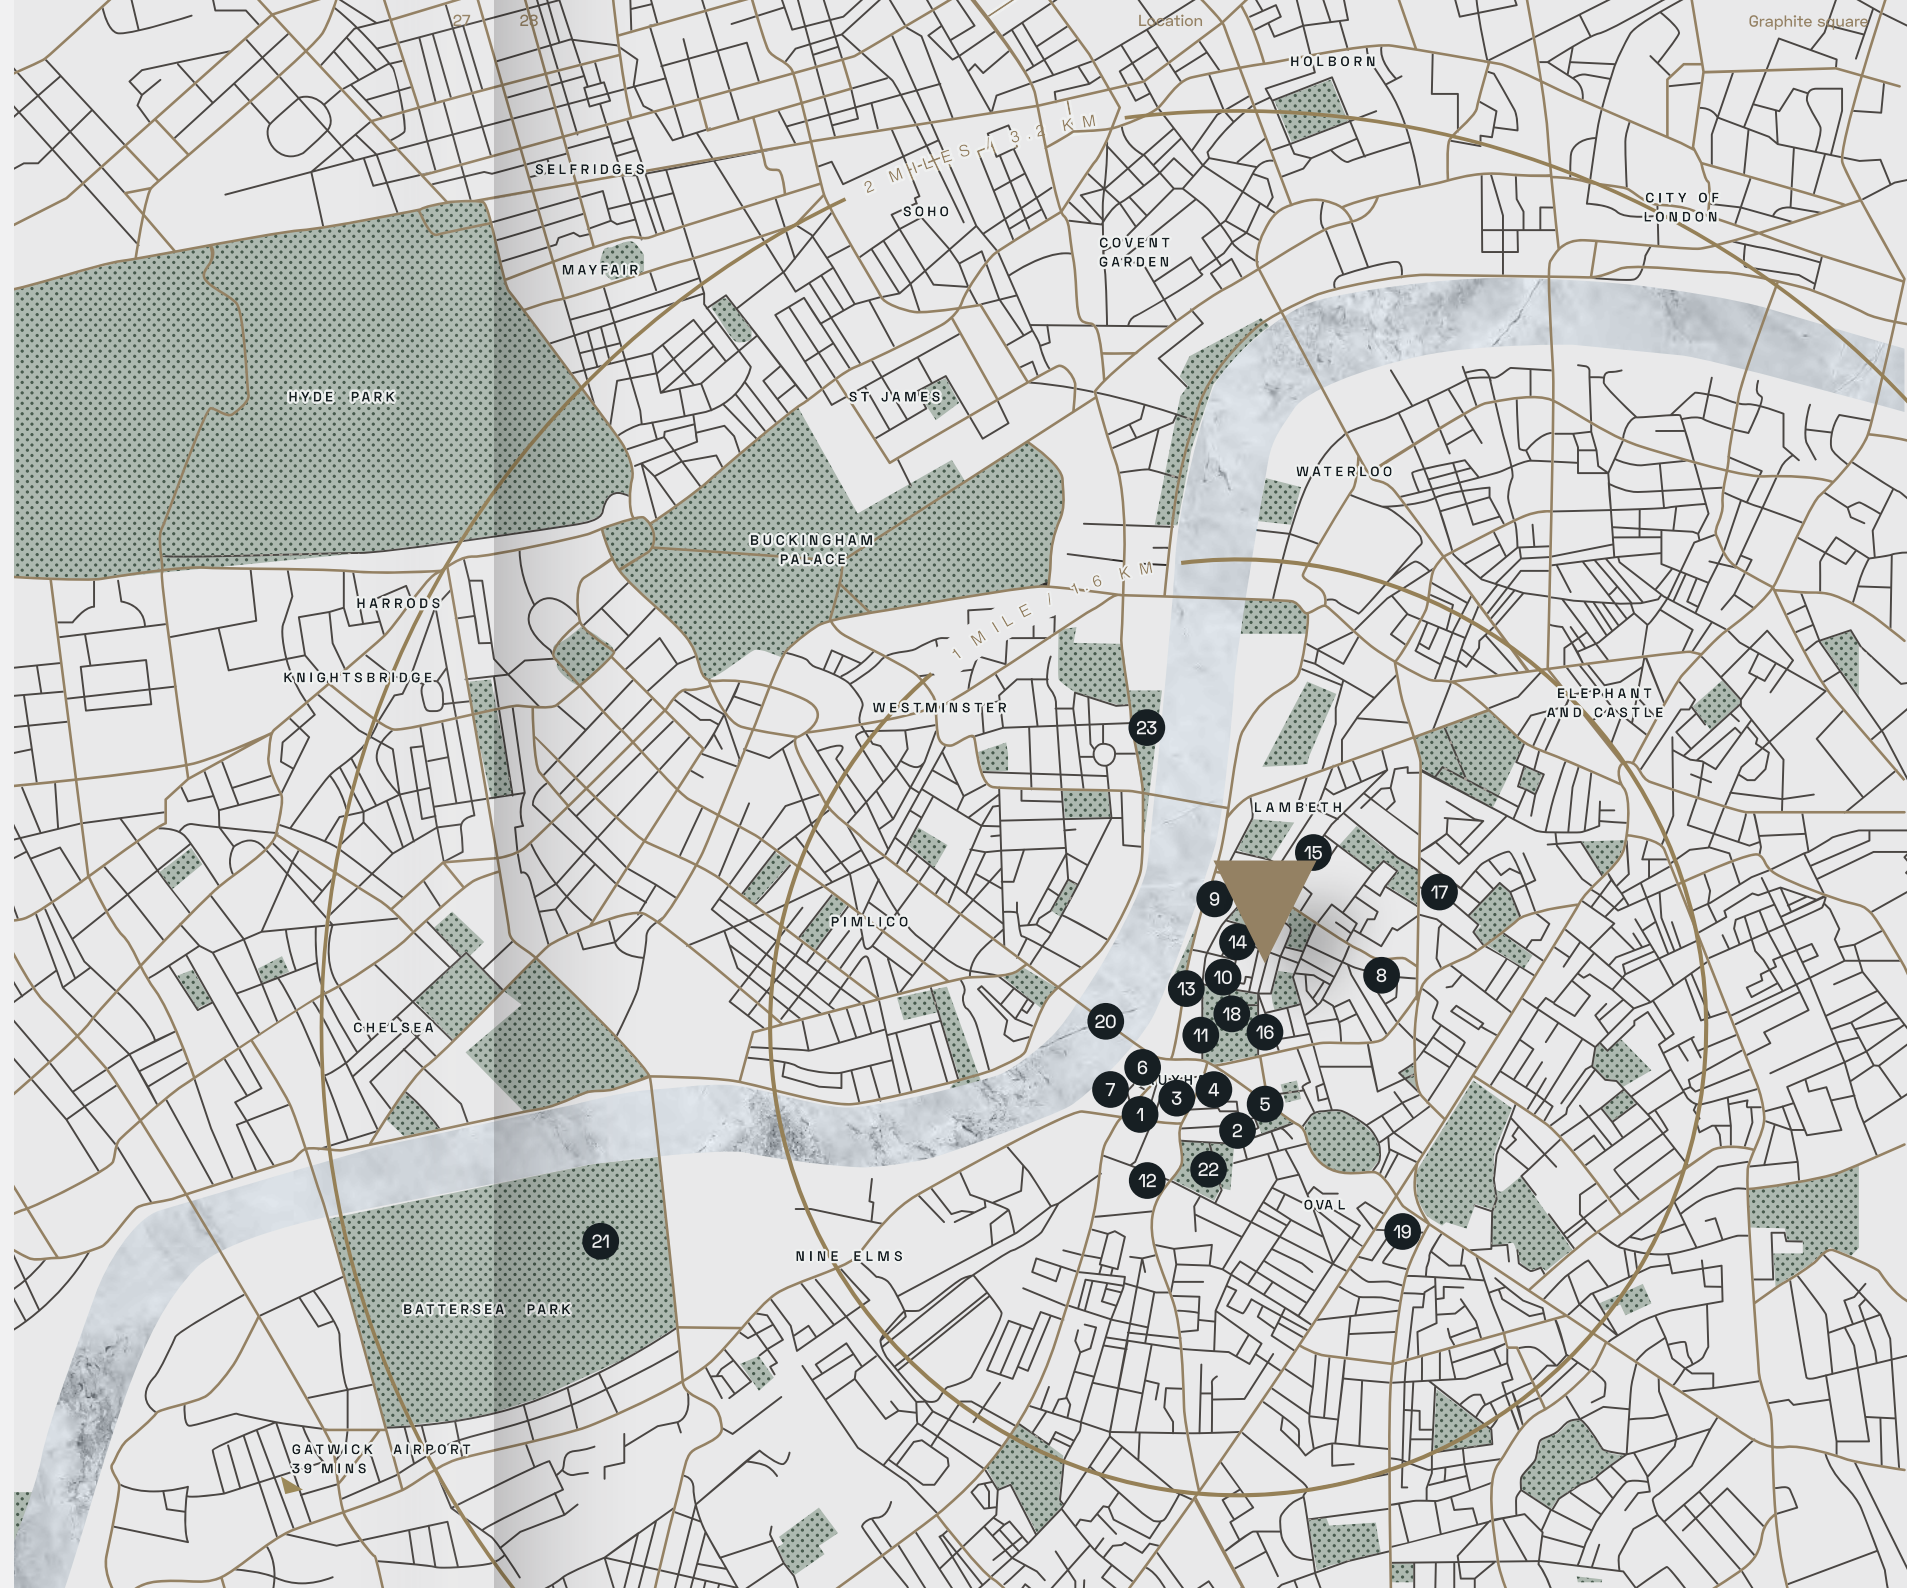 27
28
Location
Graphite square
HOLBORN
2 MILES / 3.2 KM
SELFRIDGES
CITY OF
LONDON
SOHO
COVENT
GARDEN
MAYFAIR
HYDE PARK
ST JAMES
WATERLOO
BUCKINGHAM
PALACE
1 MILE / 1.6 KM
HARRODS
KNIGHTSBRIDGE
ELEPHANT
AND CASTLE
WESTMINSTER
23
LAMBETH
15
17
9
PIMLICO
14
8
10
13
18
CHELSEA
20
16
11
6
7
4
3
5
1
2
22
12
OVAL
19
21
NINE ELMS
BATTERSEA PARK
GATWICK AIRPORT
39 MINS